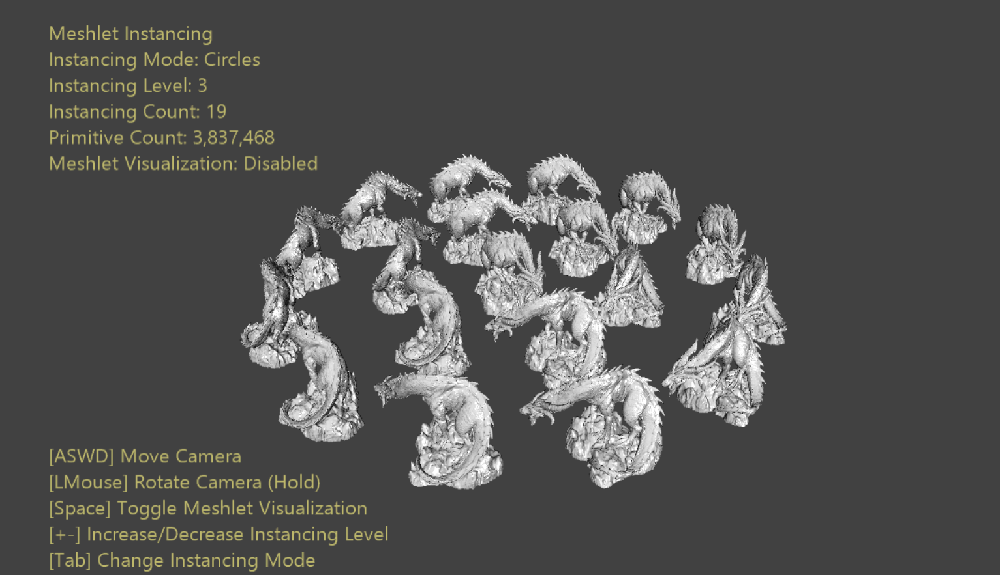 Meshlet Instancing
Instancing Mode: Circles
Instancing Level: 3
Instancing Count: 19
Primitive Count: 3,837,468
Meshlet Visualization: Disabled
[ASWD] Move Camera
[LMouse] Rotate Camera (Hold)
[Space] Toggle Meshlet Visualization
[+-] Increase/Decrease Instancing Level
[Tab] Change Instancing Mode